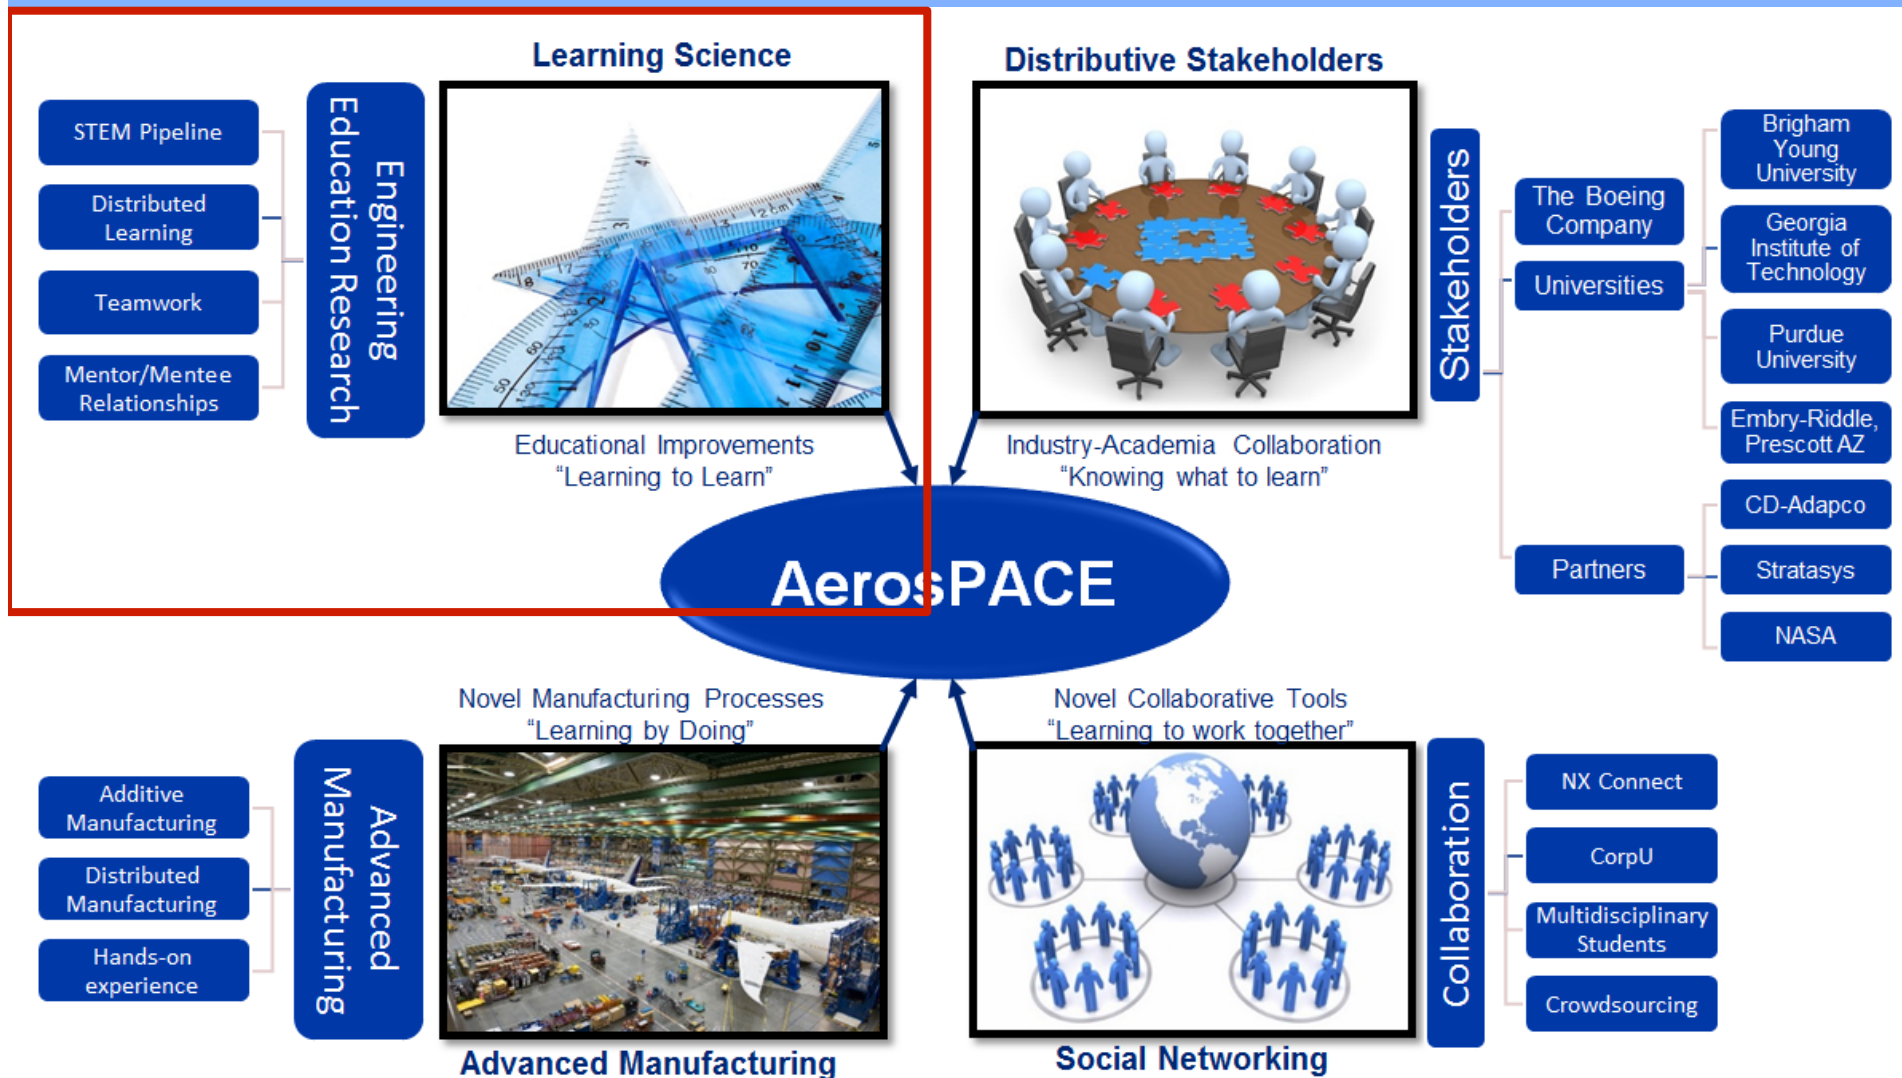 Learning Science
STEM Pipeline
Distributed
Learning
Teamwork
Mentor/Mentee
Relationships
Engineering
Education Research
Educational Improvements
“Learning to Learn”
Distributive Stakeholders
Industry-Academia Collaboration
“Knowing what to learn”
Stakeholders
The Boeing
Company
Universities
Partners
Brigham
Young
University
Georgia
Institute of
Technology
Purdue
University
Embry-Riddle,
Prescott AZ
CD-Adapco
Stratasys
NASA
AerosPACE
Novel Manufacturing Processes
“Learning by Doing”
Additive
Manufacturing
Distributed
Manufacturing
Hands-on
experience
Advanced
Manufacturing
Advanced Manufacturing
Novel Collaborative Tools
“Learning to work together”
Collaboration
NX Connect
CorpU
Multidisciplinary
Students
Crowdsourcing
Social Networking